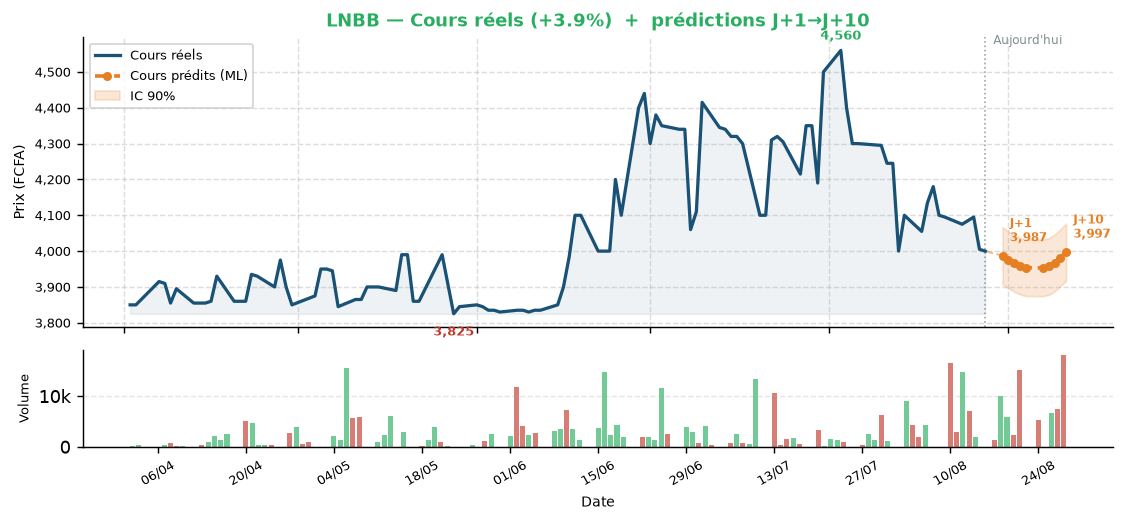 LNBB — Cours réels (+3.9%)  +  prédictions J+1→J+10
4,560
Aujourd'hui
Cours réels
Cours prédits (ML)
IC 90%
Prix (FCFA)
4,500
4,400
4,300
4,200
4,100
4,000
3,900
3,800
J+1
3,987
J+10
3,997
3,825
Volume
10k
0
06/04
20/04
04/05
18/05
01/06
15/06
29/06
13/07
27/07
10/08
24/08
Date